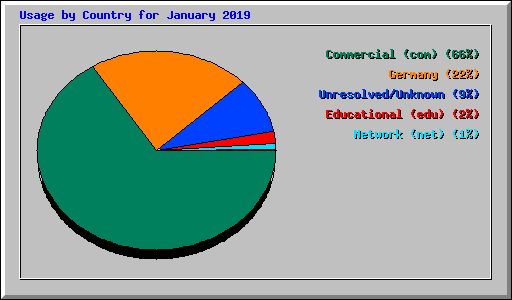 Usage by Country for January 2019
Commercial (com) (66%)
Germany (22%)
Unresolved/Unknown (9%)
Educational (edu) (2%)
Network (net) (1%)